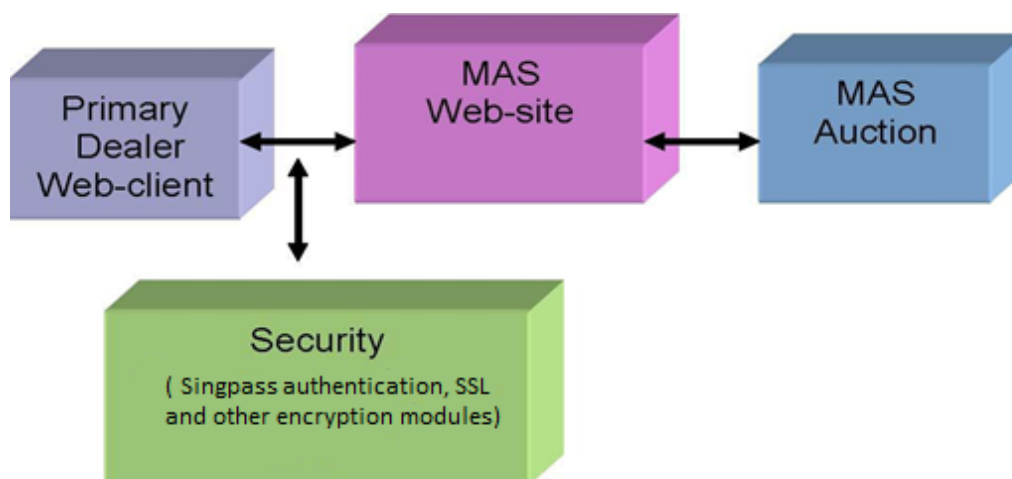 Primary
Dealer
Web-client
MAS
Web-site
MAS
Auction
Security
( Singpass authentication, SSL
and other encryption modules)